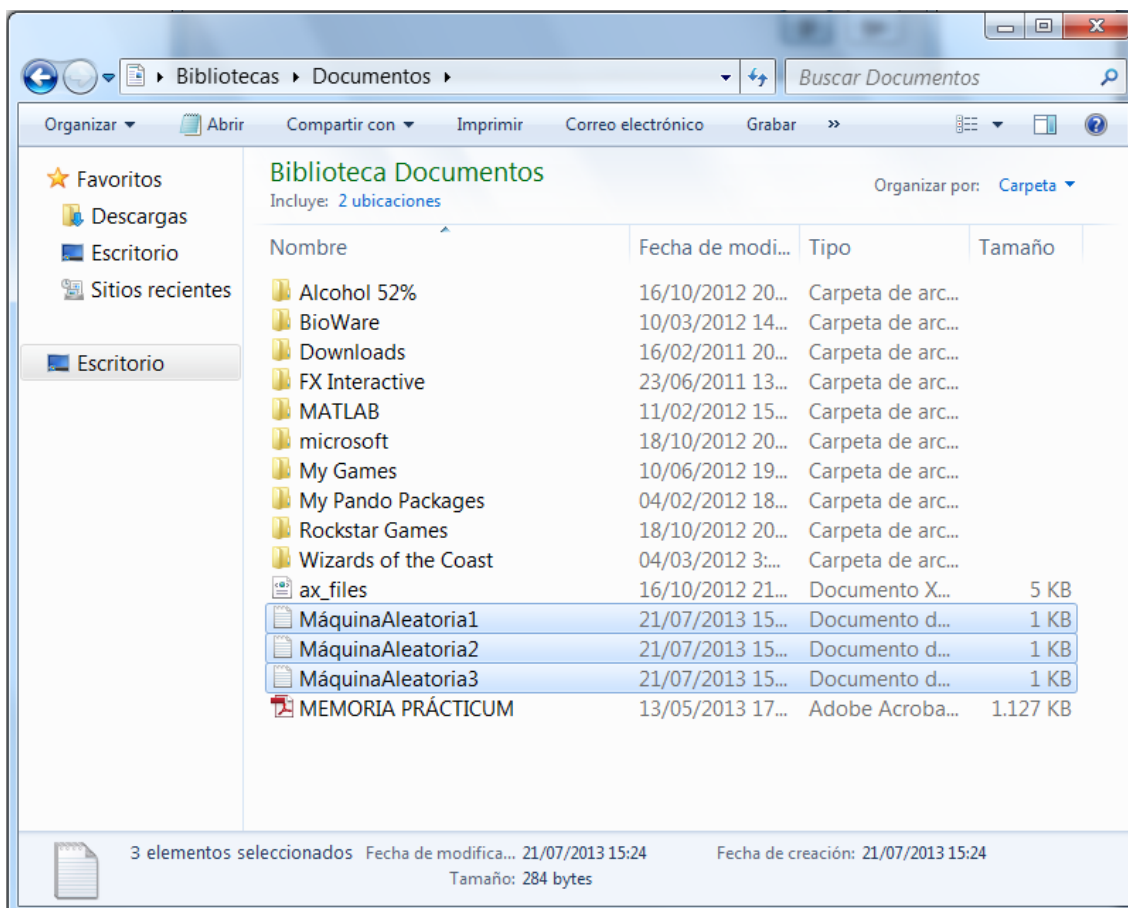 Bibliotecas Documentos Buscar Documentos
Organizar Abrir Compartir con Imprimir Correo electrónico Grabar »
Favoritos
Descargas
Escritorio
Sitios recientes
Escritorio
Biblioteca Documentos
Incluye: 2 ubicaciones
Organizar por: Carpeta
Nombre Fecha de modi... Tipo Tamaño
Alcohol 52% 16/10/2012 20... Carpeta de arc...
BioWare 10/03/2012 14... Carpeta de arc...
Downloads 16/02/2011 20... Carpeta de arc...
FX Interactive 23/06/2011 13... Carpeta de arc...
MATLAB 11/02/2012 15... Carpeta de arc...
microsoft 18/10/2012 20... Carpeta de arc...
My Games 10/06/2012 19... Carpeta de arc...
My Pando Packages 04/02/2012 18... Carpeta de arc...
Rockstar Games 18/10/2012 20... Carpeta de arc...
Wizards of the Coast 04/03/2012 3:... Carpeta de arc...
ax_files 16/10/2012 21... Documento X... 5 KB
MáquinaAleatoria1 21/07/2013 15... Documento d... 1 KB
MáquinaAleatoria2 21/07/2013 15... Documento d... 1 KB
MáquinaAleatoria3 21/07/2013 15... Documento d... 1 KB
MEMORIA PRÁCTICUM 13/05/2013 17... Adobe Acroba... 1.127 KB
3 elementos seleccionados Fecha de modifica... 21/07/2013 15:24 Fecha de creación: 21/07/2013 15:24
Tamaño: 284 bytes